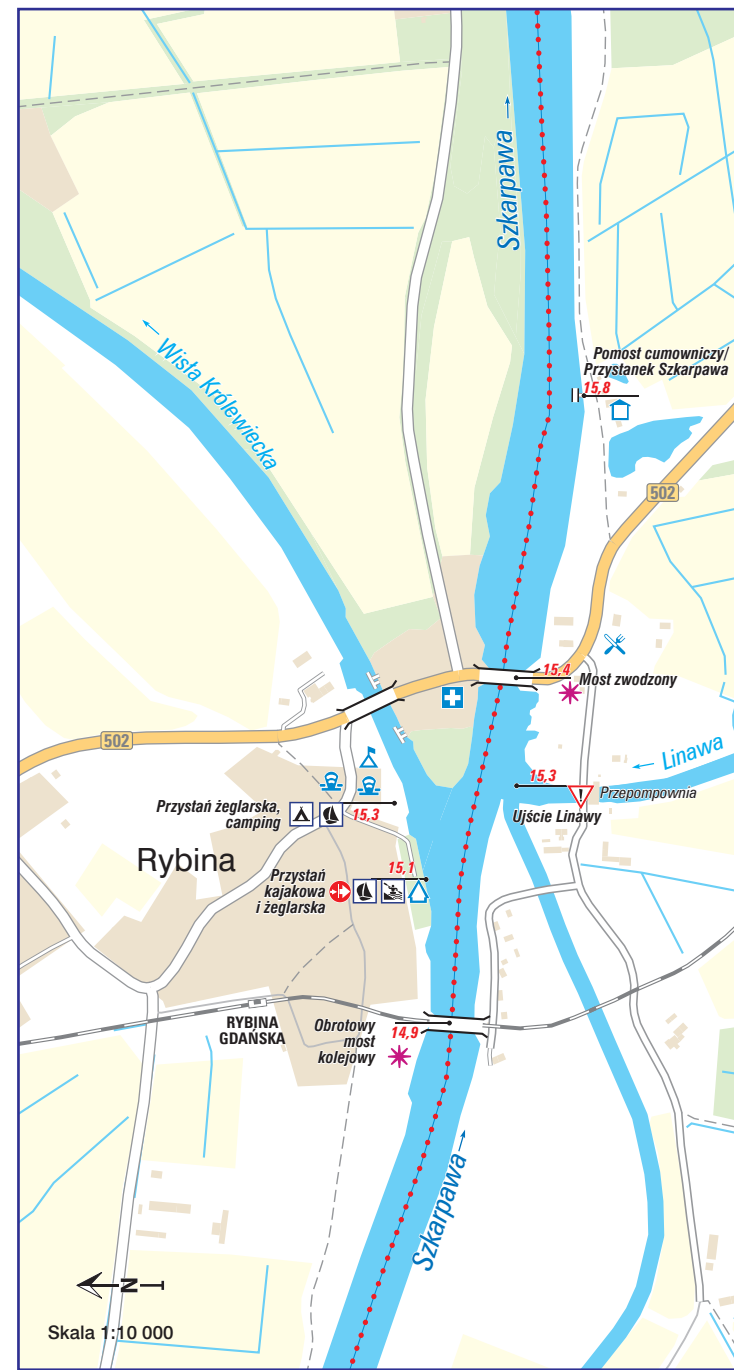 Szkarpawa
Wisła Królewiecka
Pomost cumowniczy/
Przystanek Szkarpawa
15,8
502
15,4
Most zwodzony
502
Linawa
15,3
Przepompownia
Ujście Linawy
Przystań żeglarska,
camping
15,3
Rybina
15,1
Przystań
kajakowa
i żeglarska
RYBINA
GDAŃSKA
Obrotowy
most
kolejowy
14,9
Szkarpawa
N
Skala 1:10 000